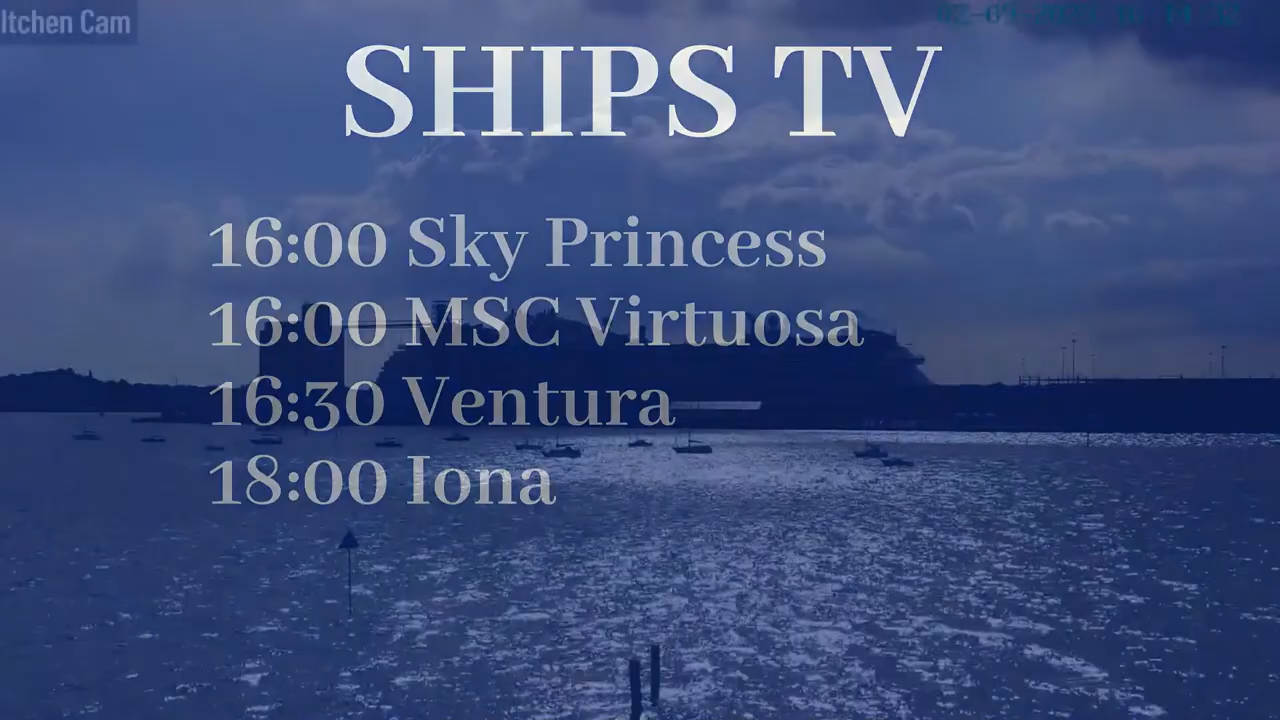 Itchen Cam
SHIPS TV
16:00 Sky Princess
16:00 MSC Virtuosa
16:30 Ventura
18:00 Iona